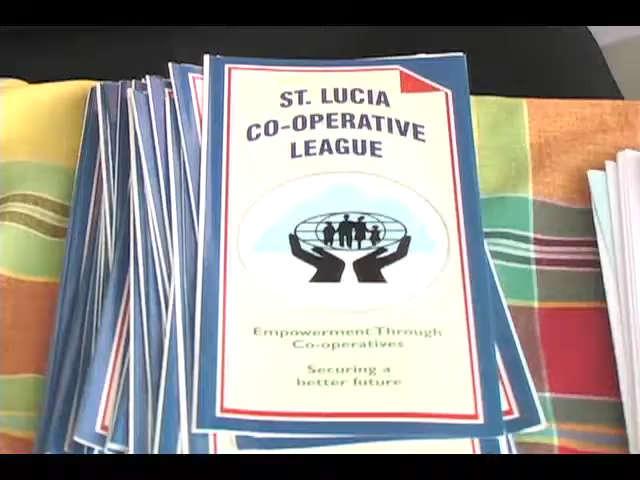 ST. LUCIA
CO-OPERATIVE
LEAGUE
Empowerment Through
Co-operatives
Securing a
better future